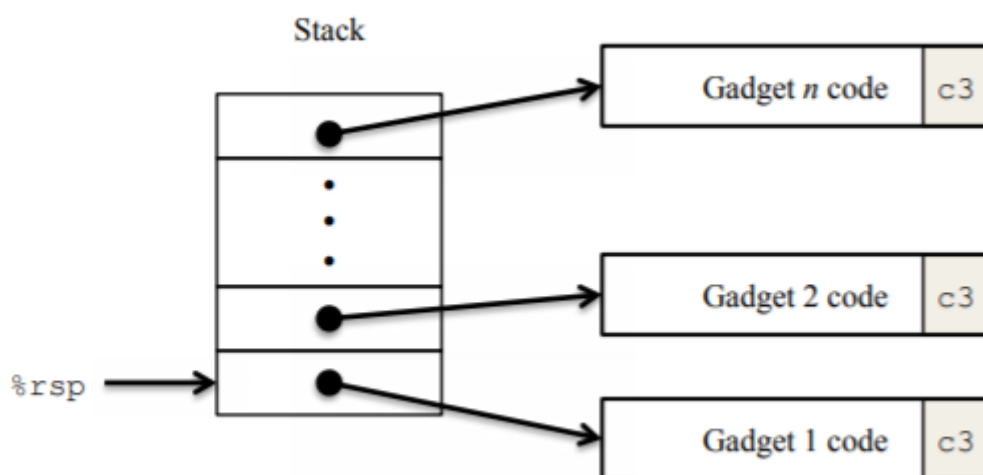 Stack
Gadget n code c3
Gadget 2 code c3
%rsp
Gadget 1 code c3